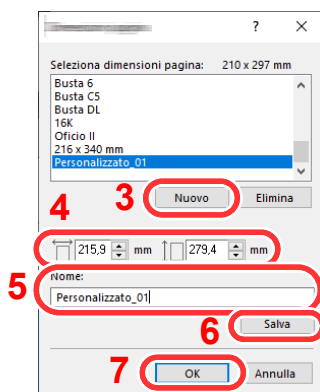 ? ×
Seleziona dimensioni pagina: 210 x 297 mm
Busta 6
Busta C5
Busta DL
16K
Oficio II
216 x 340 mm
Personalizzato_01
3 Nuovo Elimina
4
215,9 mm 279,4 mm
5 Nome:
Personalizzato_01
6 Salva
7 OK Annulla